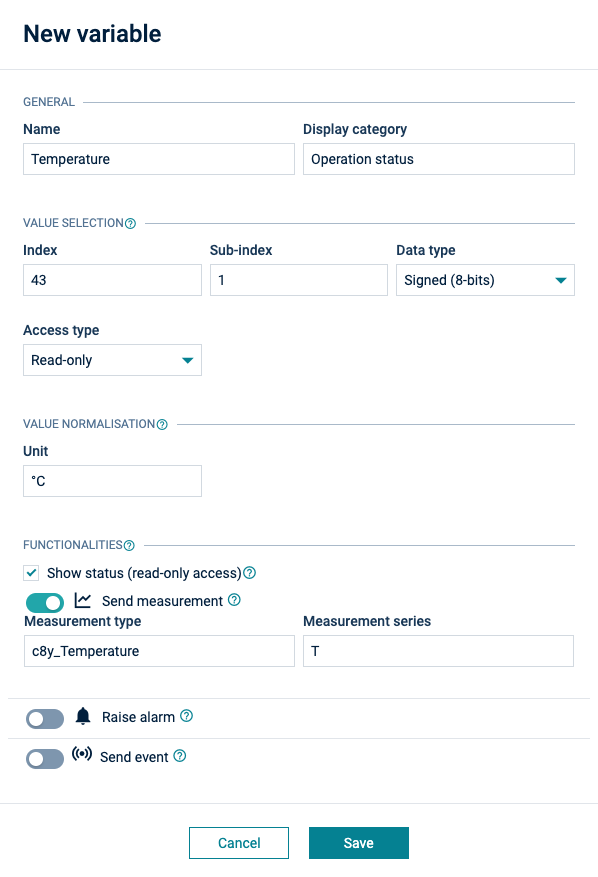 New variable
GENERAL
Name Display category
Temperature Operation status
VALUE SELECTION
Index Sub-index Data type
43 1 Signed (8-bits)
Access type
Read-only
VALUE NORMALISATION
Unit
°C
FUNCTIONALITIES
Show status (read-only access)
Send measurement
Measurement type Measurement series
c8y_Temperature T
Raise alarm
Send event
Cancel Save